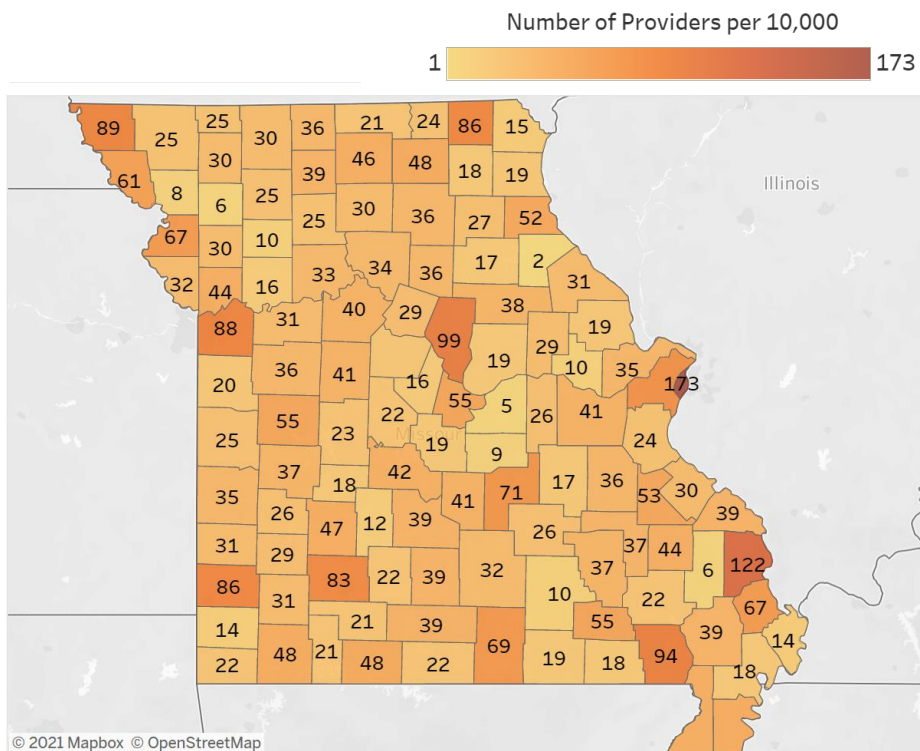 Number of Providers per 10,000
1 173
89 25 25 30 36 21 24 86 15
61 8 30 25 39 46 48 18 19
67 6 10 25 30 36 27 52
32 30 16 33 34 36 17 2 31
44 40 29 38 19
88 31 99 19 29 10 35 173
20 36 41 16 55 5 26 41
25 55 23 22 19 9 24
35 37 18 42 41 71 17 36 53 30
31 26 47 12 39 26 37 44 39
86 29 83 22 39 32 10 37 6 122
14 31 21 39 69 55 22 67
22 48 21 48 22 19 18 94 39 14
18
Illinois
Missouri
© 2021 Mapbox © OpenStreetMap